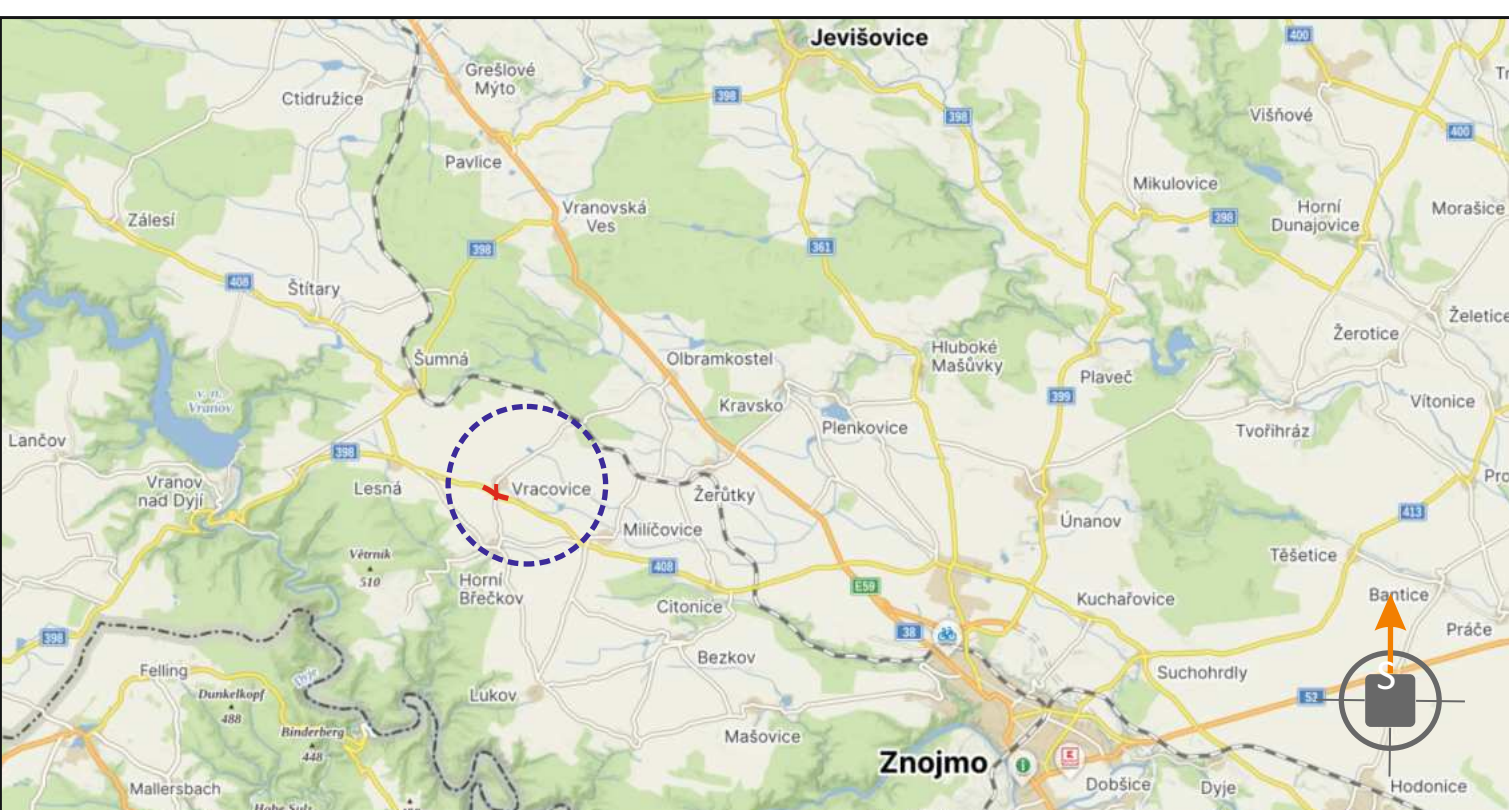 Jevišovice
400
Grešlové
Mýto
Ctidružice
398
398
Višňové
400
Pavlice
Mikulovice
Zálesí
Vranovská
Ves
398
Horní
Dunajovice
Morašice
398
361
408
Štítary
Želetice
Žerotice
Šumná
Olbramkostel
Hluboké
Mašůvky
Plaveč
399
v. n.
Vranov
Kravsko
Vítonice
Plenkovice
Tvořihráz
Lančov
398
Vranov
nad Dyjí
Lesná
Vracovice
Žerůtky
413
Únanov
Milíčovice
Větrník
510
Těšetice
408
Horní
Břečkov
E59
Bantice
Citonice
Kuchařovice
398
38
Práče
Bezkov
Felling
Dyje
Suchohrdly
S
Dunkelkopf
488
Lukov
52
Binderberg
448
Mašovice
Znojmo
Mallersbach
Dobšice
Dyje
Hodonice